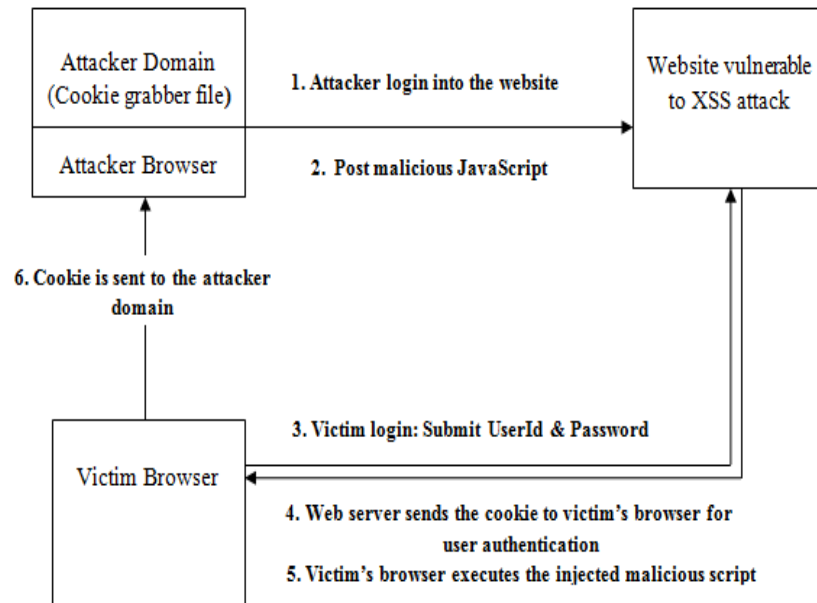 Attacker Domain
(Cookie grabber file)
Attacker Browser
1. Attacker login into the website
2. Post malicious JavaScript
Website vulnerable
to XSS attack
6. Cookie is sent to the attacker
domain
Victim Browser
3. Victim login: Submit UserId & Password
4. Web server sends the cookie to victim’s browser for
user authentication
5. Victim’s browser executes the injected malicious script